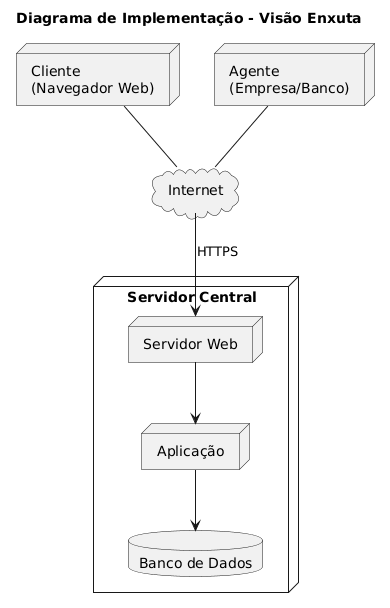 Diagrama de Implementação - Visão Enxuta
Cliente
(Navegador Web)
Agente
(Empresa/Banco)
Internet
HTTPS
Servidor Central
Servidor Web
Aplicação
Banco de Dados